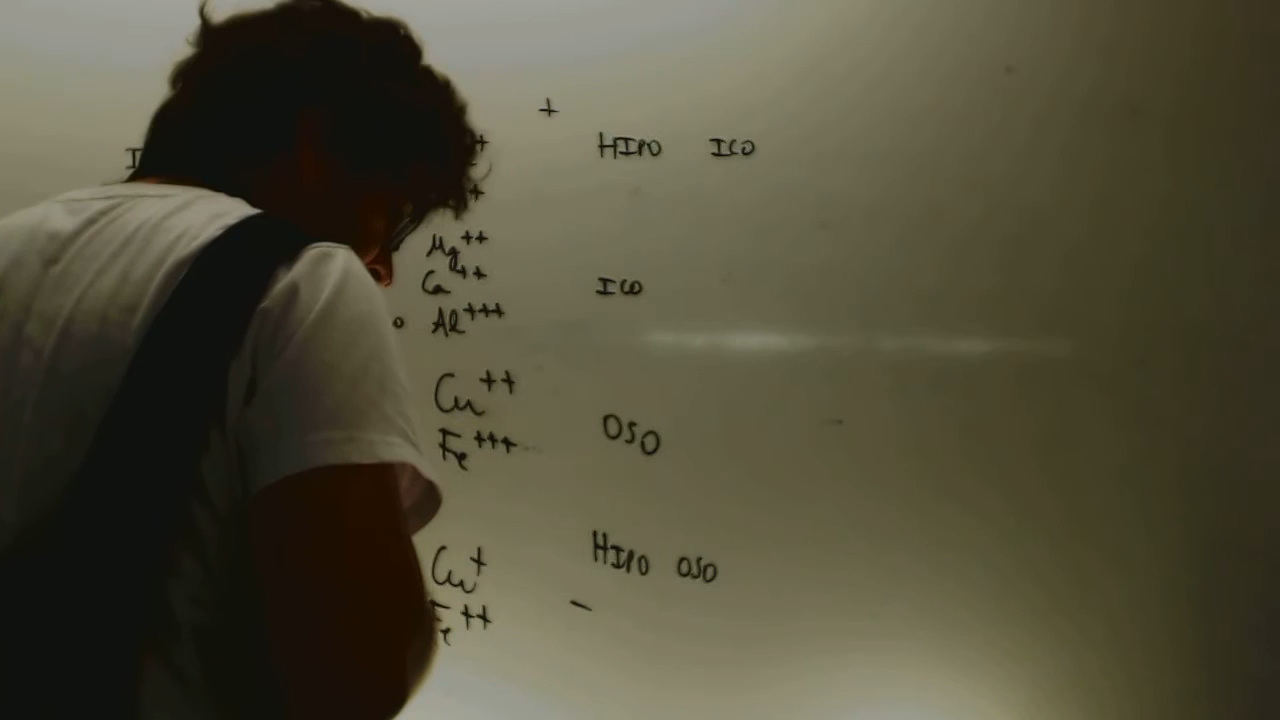 +
HIPO ICO
I
+
+
Mg++
Ca++
ICO
o Al+++
Cu++
OSO
Fe+++
HIPO OSO
Cu+
-
Fe++